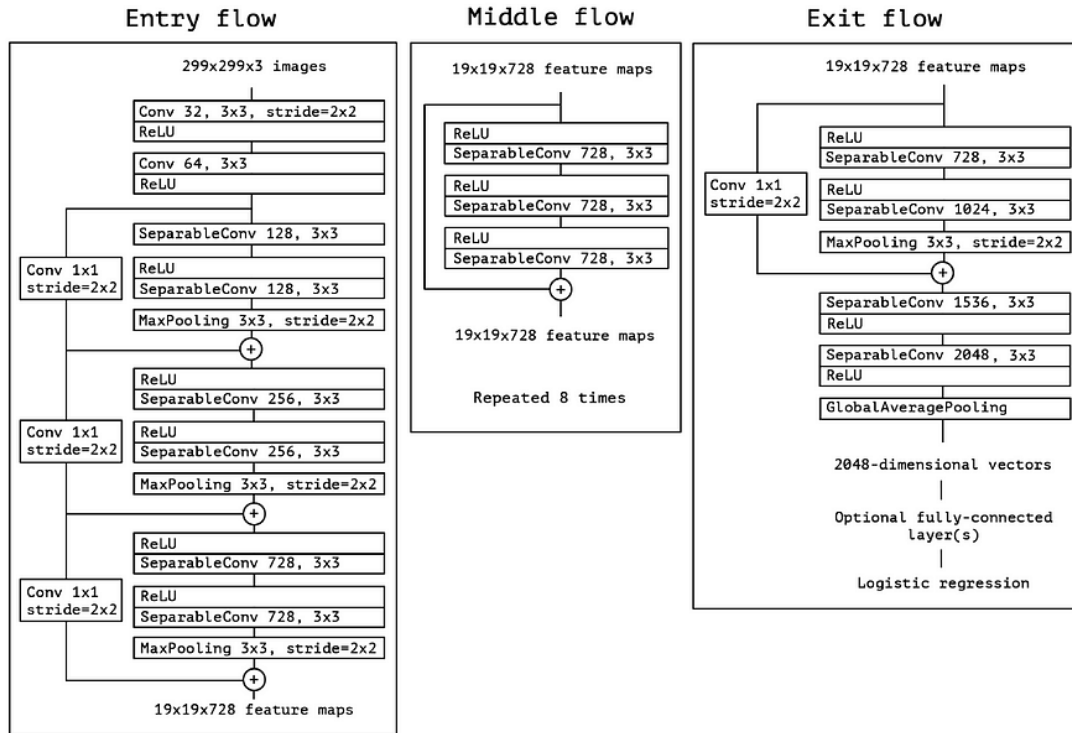 Entry flow
299x299x3 images
Conv 32, 3x3, stride=2x2
ReLU
Conv 64, 3x3
ReLU
SeparableConv 128, 3x3
Conv 1x1
stride=2x2
ReLU
SeparableConv 128, 3x3
MaxPooling 3x3, stride=2x2
+
ReLU
SeparableConv 256, 3x3
Conv 1x1
stride=2x2
ReLU
SeparableConv 256, 3x3
MaxPooling 3x3, stride=2x2
+
ReLU
SeparableConv 728, 3x3
Conv 1x1
stride=2x2
ReLU
SeparableConv 728, 3x3
MaxPooling 3x3, stride=2x2
+
19x19x728 feature maps
Middle flow
19x19x728 feature maps
ReLU
SeparableConv 728, 3x3
ReLU
SeparableConv 728, 3x3
ReLU
SeparableConv 728, 3x3
+
19x19x728 feature maps
Repeated 8 times
Exit flow
19x19x728 feature maps
ReLU
SeparableConv 728, 3x3
Conv 1x1
stride=2x2
ReLU
SeparableConv 1024, 3x3
MaxPooling 3x3, stride=2x2
+
SeparableConv 1536, 3x3
ReLU
SeparableConv 2048, 3x3
ReLU
GlobalAveragePooling
2048-dimensional vectors
Optional fully-connected
layer(s)
Logistic regression